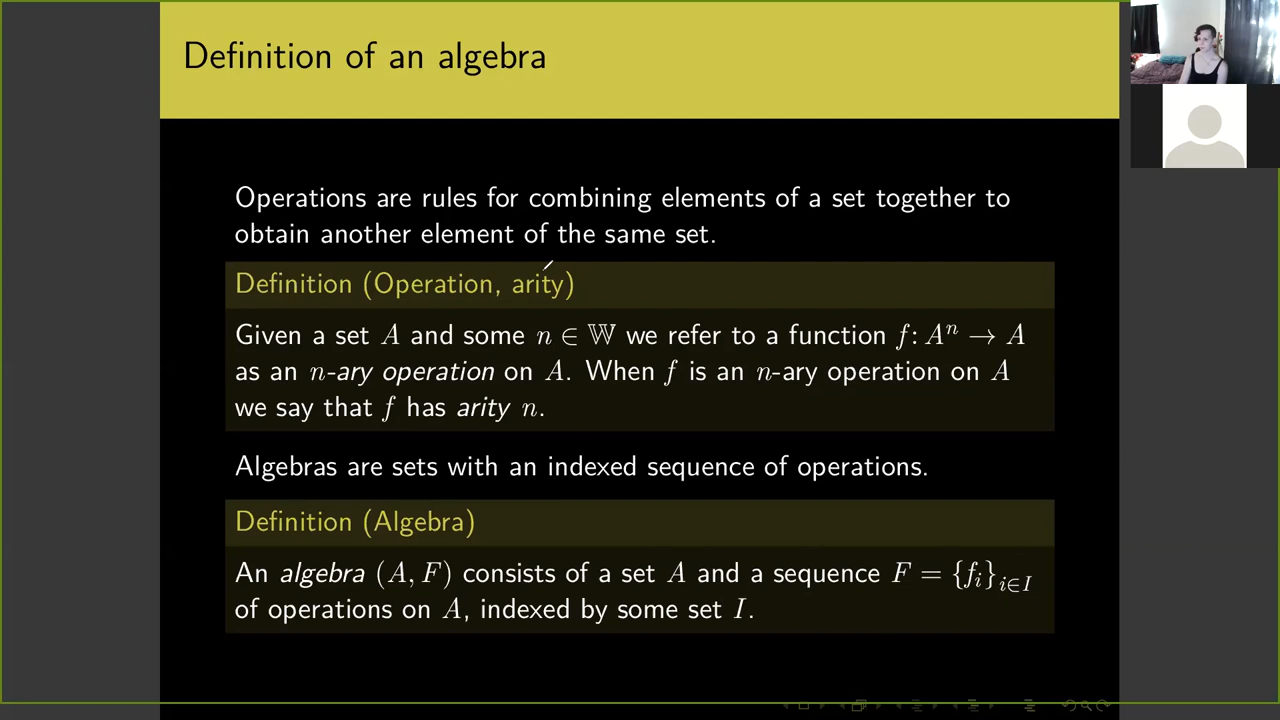 Definition of an algebra
Operations are rules for combining elements of a set together to
obtain another element of the same set.
Definition (Operation, arity)
Given a set A and some n ∈ 𝕎 we refer to a function f: Aⁿ → A
as an n-ary operation on A. When f is an n-ary operation on A
we say that f has arity n.
Algebras are sets with an indexed sequence of operations.
Definition (Algebra)
An algebra (A, F) consists of a set A and a sequence F = {fᵢ}ᵢ∈I
of operations on A, indexed by some set I.